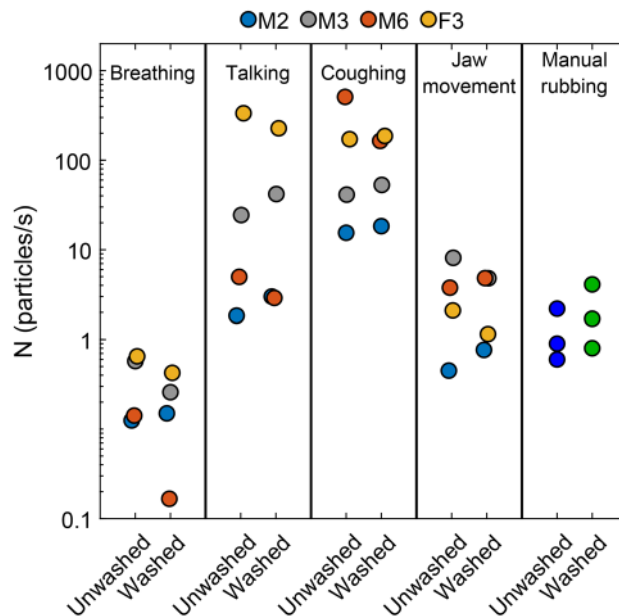 M2 M3 M6 F3
N (particles/s)
1000
100
10
1
0.1
Breathing
Talking
Coughing
Jaw
movement
Manual
rubbing
Unwashed
Washed
Unwashed
Washed
Unwashed
Washed
Unwashed
Washed
Unwashed
Washed